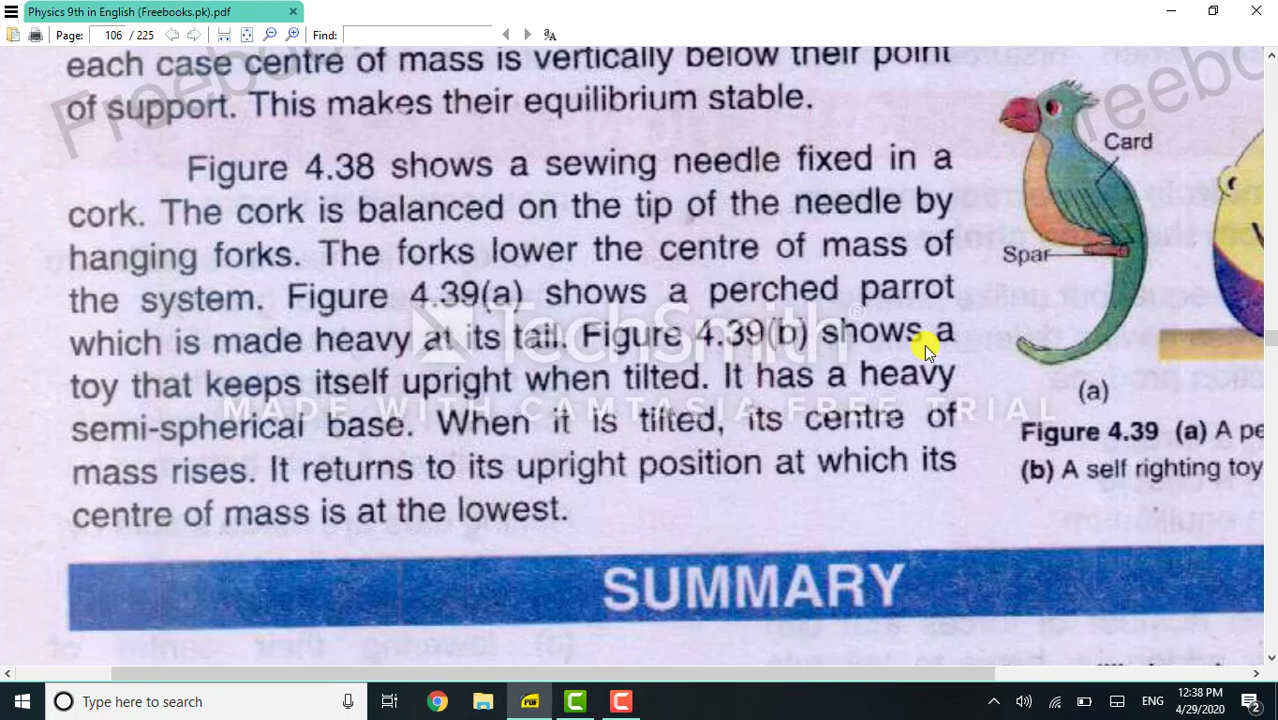 Physics 9th in English (Freebooks.pk).pdf
Page: 106 / 225 Find:
each case centre of mass is vertically below their point
of support. This makes their equilibrium stable.
Figure 4.38 shows a sewing needle fixed in a
cork. The cork is balanced on the tip of the needle by
hanging forks. The forks lower the centre of mass of
the system. Figure 4.39(a) shows a perched parrot
which is made heavy at its tail. Figure 4.39(b) shows a
toy that keeps itself upright when tilted. It has a heavy
semi-spherical base. When it is tilted, its centre of
mass rises. It returns to its upright position at which its
centre of mass is at the lowest.
Card
Spar
(a)
Figure 4.39 (a) A pe
(b) A self righting toy
SUMMARY
TechSmith®
MADE WITH CAMTASIA FREE TRIAL
Type here to search
ENG
12:38 PM
4/29/2020
2